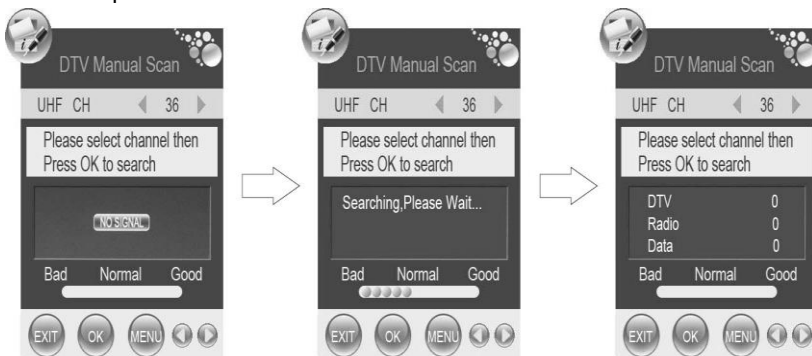 DTV Manual Scan
UHF CH 36
Please select channel then
Press OK to search
NO SIGNAL
Bad Normal Good
EXIT OK MENU
DTV Manual Scan
UHF CH 36
Please select channel then
Press OK to search
Searching,Please Wait...
Bad Normal Good
EXIT OK MENU
DTV Manual Scan
UHF CH 36
Please select channel then
Press OK to search
DTV 0
Radio 0
Data 0
Bad Normal Good
EXIT OK MENU